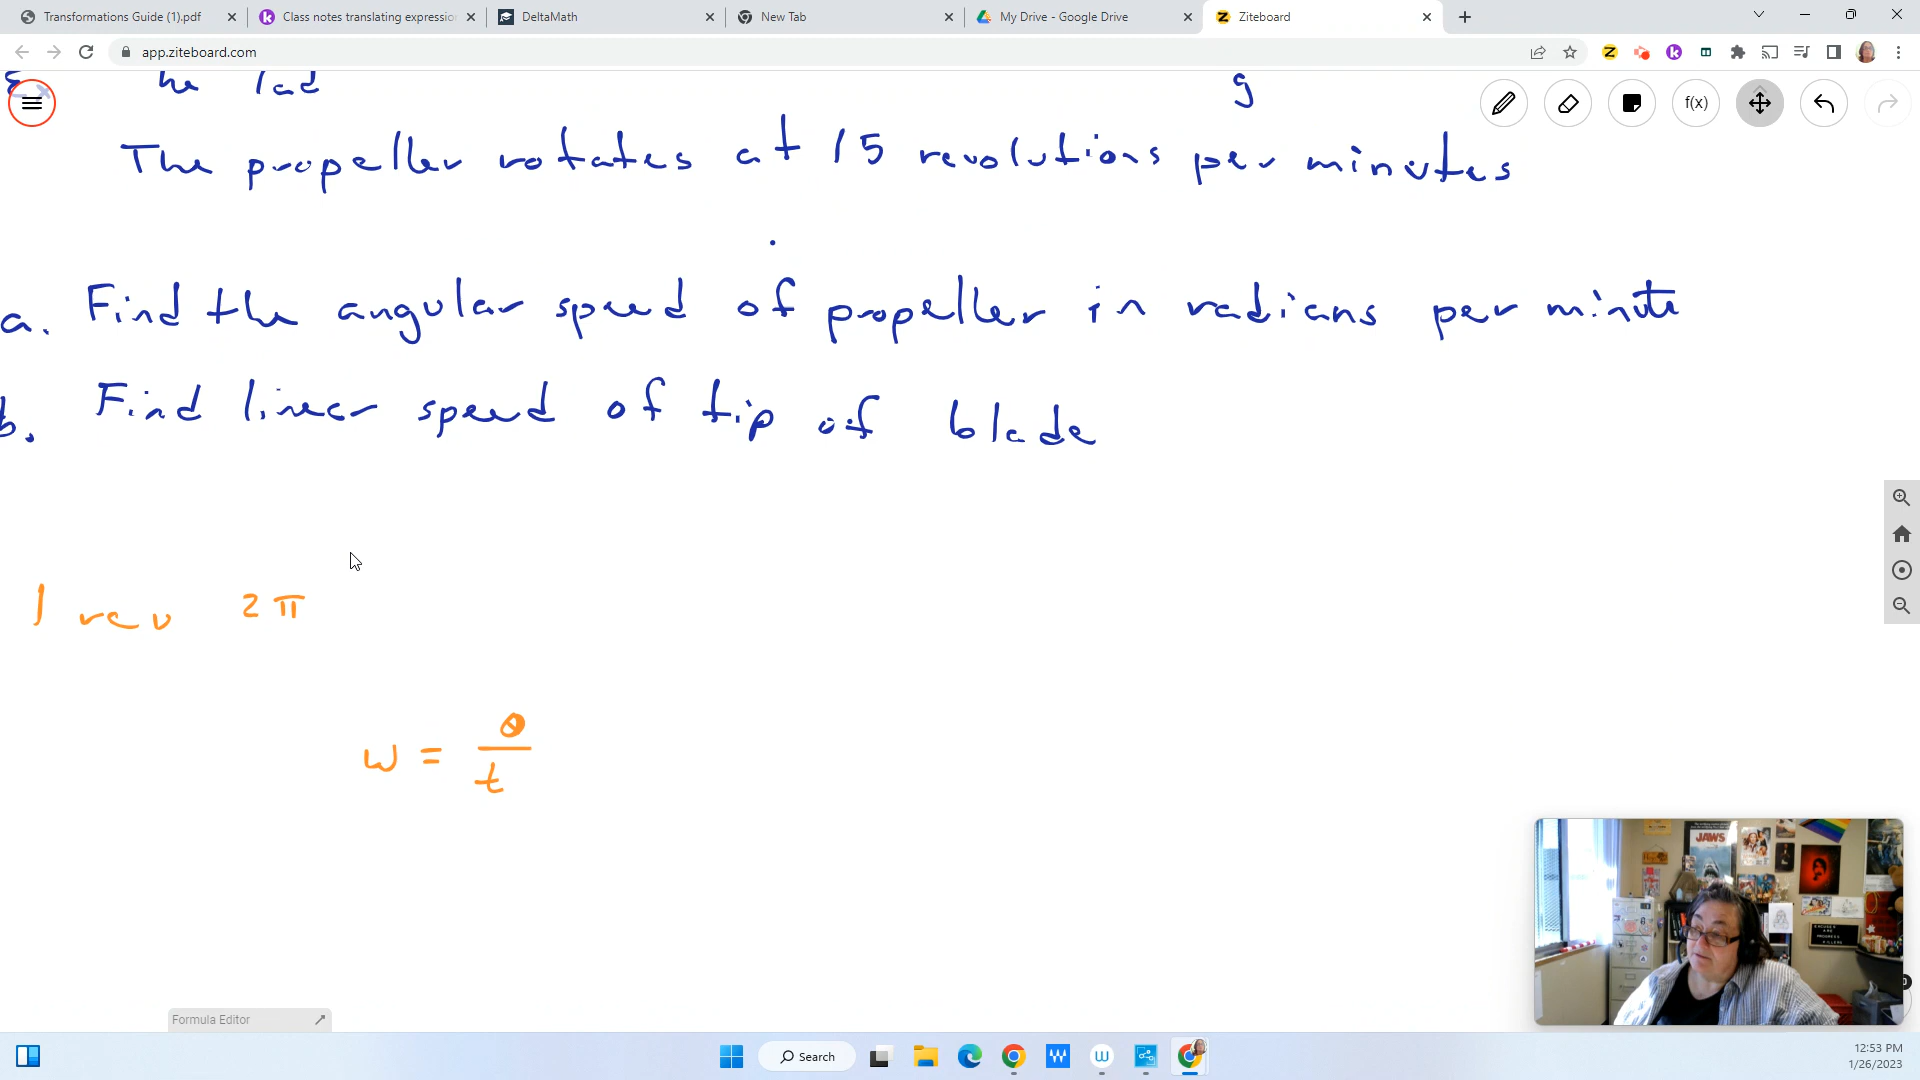 Transformations Guide (1).pdf
Class notes translating expressio
DeltaMath
New Tab
My Drive - Google Drive
Ziteboard
app.ziteboard.com
The propeller rotates at 15 revolutions per minutes
a. Find the angular speed of propeller in radians per minute
b. Find linear speed of tip of blade
1 rev 2π
w = θ / t
f(x)
Formula Editor
JAWS
Search
12:53 PM
1/26/2023